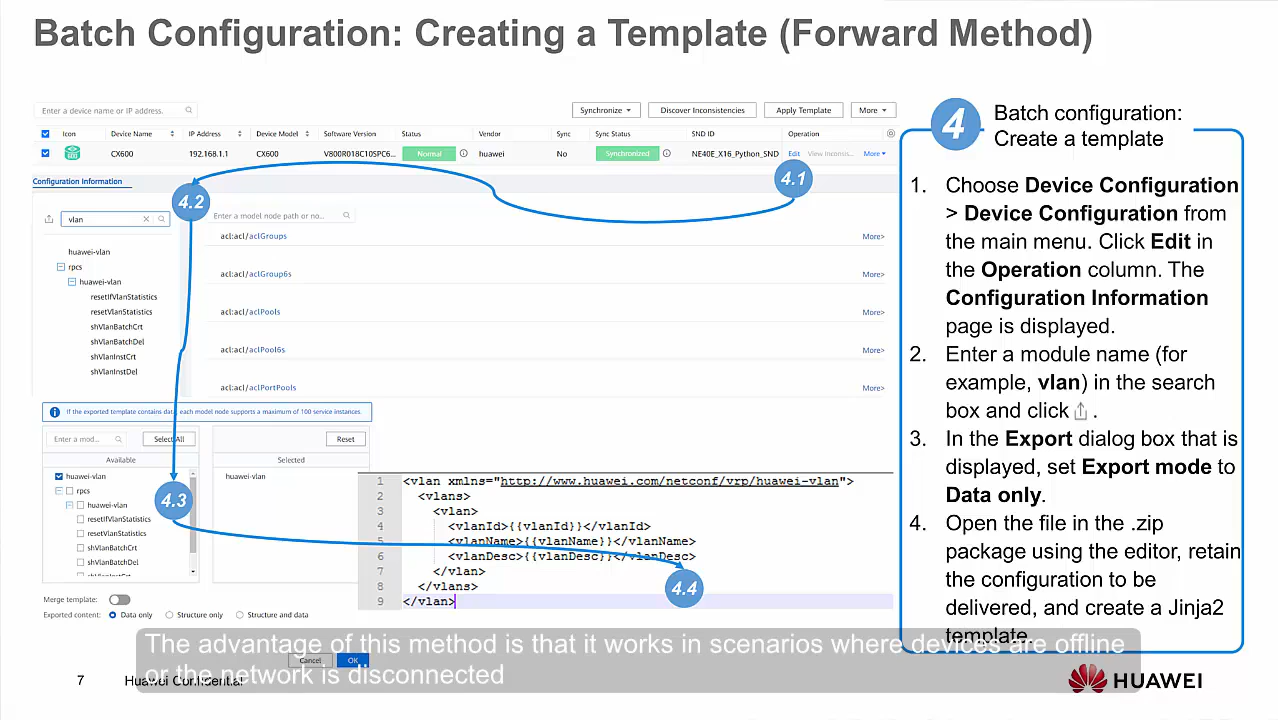 Batch Configuration: Creating a Template (Forward Method)
Enter a device name or IP address.
Synchronize
Discover Inconsistencies
Apply Template
More
Icon Device Name IP Address Device Model Software Version Status Vendor Sync Sync Status SND ID Operation
CX600 192.168.1.1 CX600 V800R018C10SPC6... Normal huawei No Synchronized NE40E_X16_Python_SND Edit View Inconsis... More
Configuration Information
4.1
4.2
vlan
Enter a model node path or no...
huawei-vlan
rpcs
huawei-vlan
resetIfVlanStatistics
resetVlanStatistics
shVlanBatchCrt
shVlanBatchDel
shVlanInstCrt
shVlanInstDel
acl:acl/aclGroups More>
acl:acl/aclGroup6s More>
acl:acl/aclPools More>
acl:acl/aclPool6s More>
acl:acl/aclPortPools More>
If the exported template contains data, each model node supports a maximum of 100 service instances.
Enter a mod...
Select All
Reset
Available
Selected
huawei-vlan
rpcs
huawei-vlan
resetIfVlanStatistics
resetVlanStatistics
shVlanBatchCrt
shVlanBatchDel
shVlanInstCrt
huawei-vlan
4.3
Merge template:
Exported content: Data only Structure only Structure and data
Cancel
OK
1 <vlan xmlns="http://www.huawei.com/netconf/vrp/huawei-vlan">
2 <vlans>
3 <vlan>
4 <vlanId>{{vlanId}}</vlanId>
5 <vlanName>{{vlanName}}</vlanName>
6 <vlanDesc>{{vlanDesc}}</vlanDesc>
7 </vlan>
8 </vlans>
9 </vlan>
4.4
4
Batch configuration:
Create a template
1. Choose Device Configuration
> Device Configuration from
the main menu. Click Edit in
the Operation column. The
Configuration Information
page is displayed.
2. Enter a module name (for
example, vlan) in the search
box and click .
3. In the Export dialog box that is
displayed, set Export mode to
Data only.
4. Open the file in the .zip
package using the editor, retain
the configuration to be
delivered, and create a Jinja2
template.
The advantage of this method is that it works in scenarios where devices are offline
or the network is disconnected
7
Huawei Confidential
HUAWEI